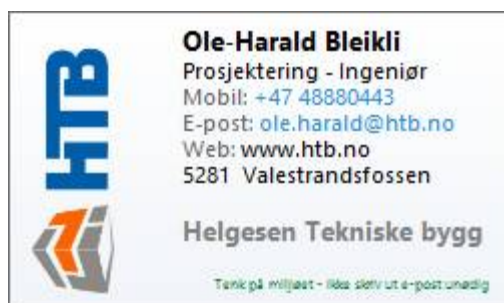 HTB
Ole-Harald Bleikli
Prosjektering - Ingeniør
Mobil: +47 48880443
E-post: ole.harald@htb.no
Web: www.htb.no
5281 Valestrandsfossen
Helgesen Tekniske bygg
Tenk på miljøet - ikke skriv ut e-post unødig